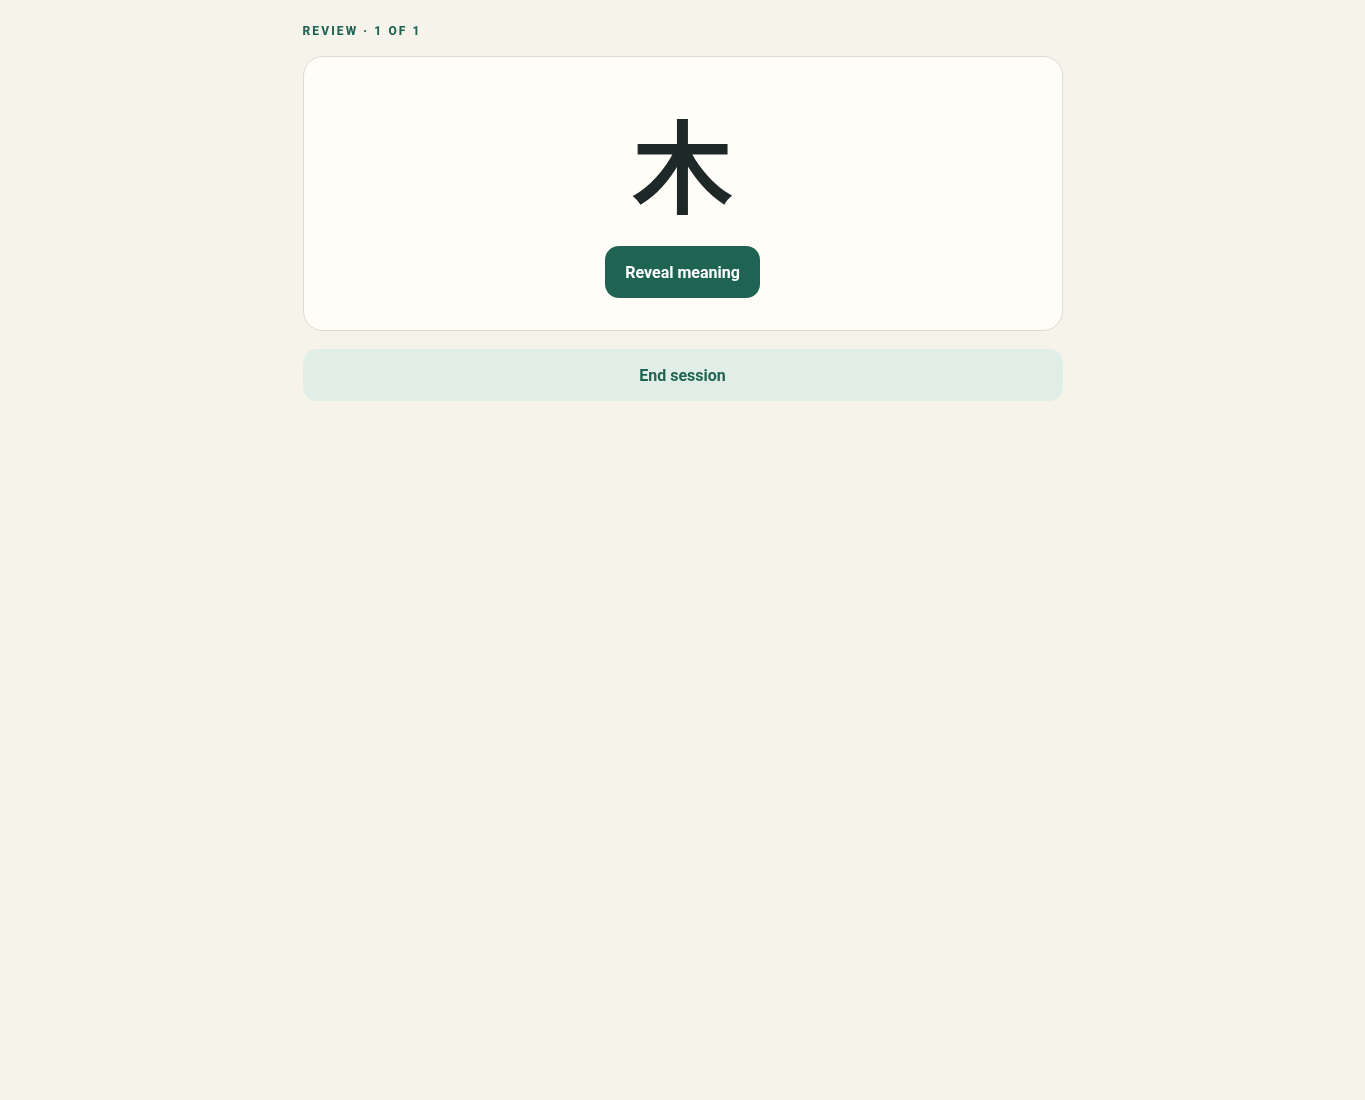 REVIEW · 1 OF 1
木
Reveal meaning
End session